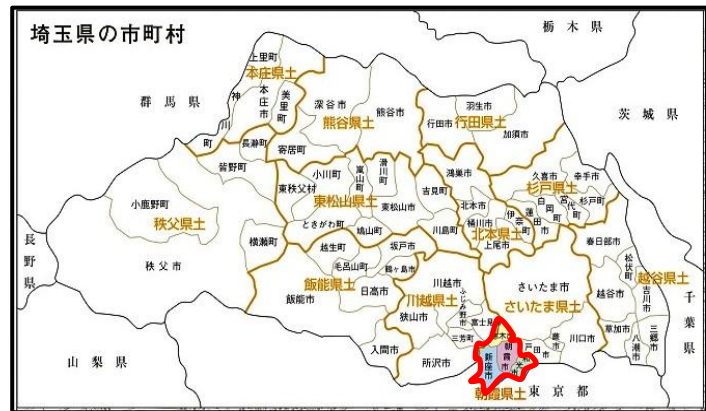 埼玉県の市町村
栃木県
群馬県
茨城県
千葉県
東京都
山梨県
長野県
上里町
本庄県土
神川町
本庄市
美里町
長瀞町
皆野町
小鹿野町
秩父県土
秩父市
横瀬町
深谷市
熊谷市
熊谷県土
寄居町
行田市
羽生市
行田県土
加須市
東秩父村
小川町
嵐山町
滑川町
東松山県土
東松山市
吉見町
ときがわ町
鳩山町
川島町
鴻巣市
北本市
桶川市
北本県土
上尾市
伊奈町
蓮田市
白岡
宮代町
久喜市
幸手市
杉戸県土
杉戸町
春日部市
松伏町
越谷県土
越谷市
吉川市
草加市
八潮市
三郷市
越生町
毛呂山町
坂戸市
鶴ヶ島市
飯能県土
飯能市
日高市
川越市
川越県土
狭山市
ふじみ野市
富士見
三芳町
入間市
所沢市
さいたま市
さいたま県土
川口市
蕨市
戸田市
朝霞市
新座市
朝霞県土